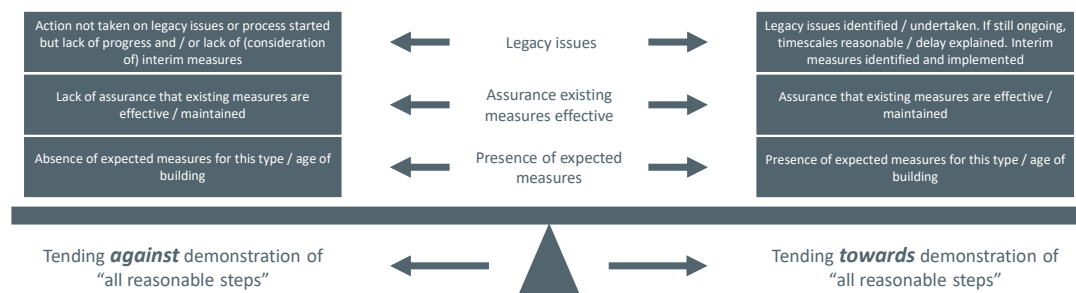 Action not taken on legacy issues or process started
but lack of progress and / or lack of (consideration
of) interim measures
Legacy issues
Legacy issues identified / undertaken. If still ongoing,
timescales reasonable / delay explained. Interim
measures identified and implemented
Lack of assurance that existing measures are
effective / maintained
Assurance existing
measures effective
Assurance that existing measures are effective /
maintained
Absence of expected measures for this type / age of
building
Presence of expected
measures
Presence of expected measures for this type / age of
building
Tending against demonstration of
“all reasonable steps”
Tending towards demonstration of
“all reasonable steps”